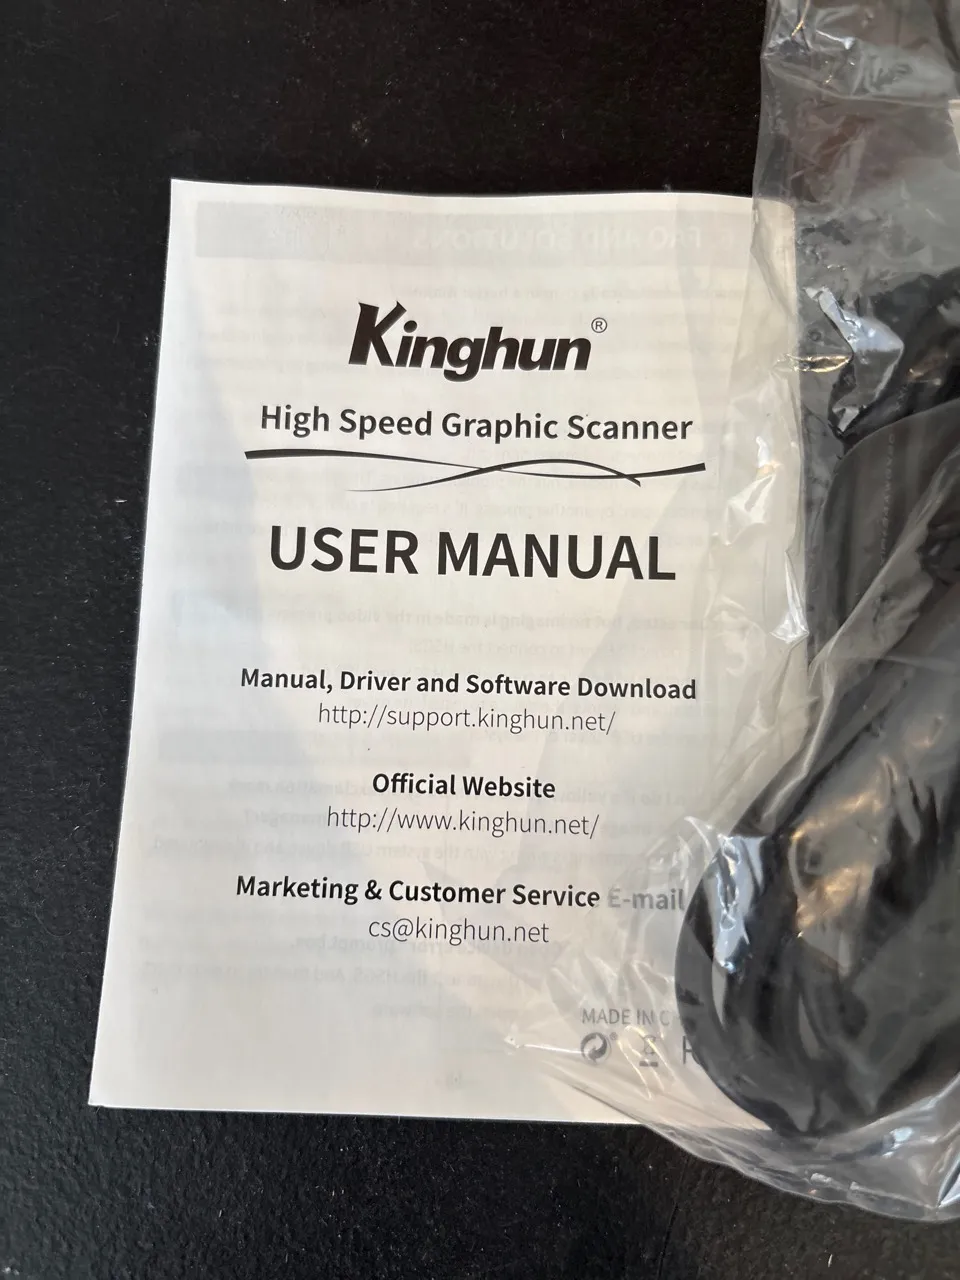 Kinghun®
High Speed Graphic Scanner
USER MANUAL
Manual, Driver and Software Download
http://support.kinghun.net/
Official Website
http://www.kinghun.net/
Marketing & Customer Service E-mail
cs@kinghun.net
MADE IN